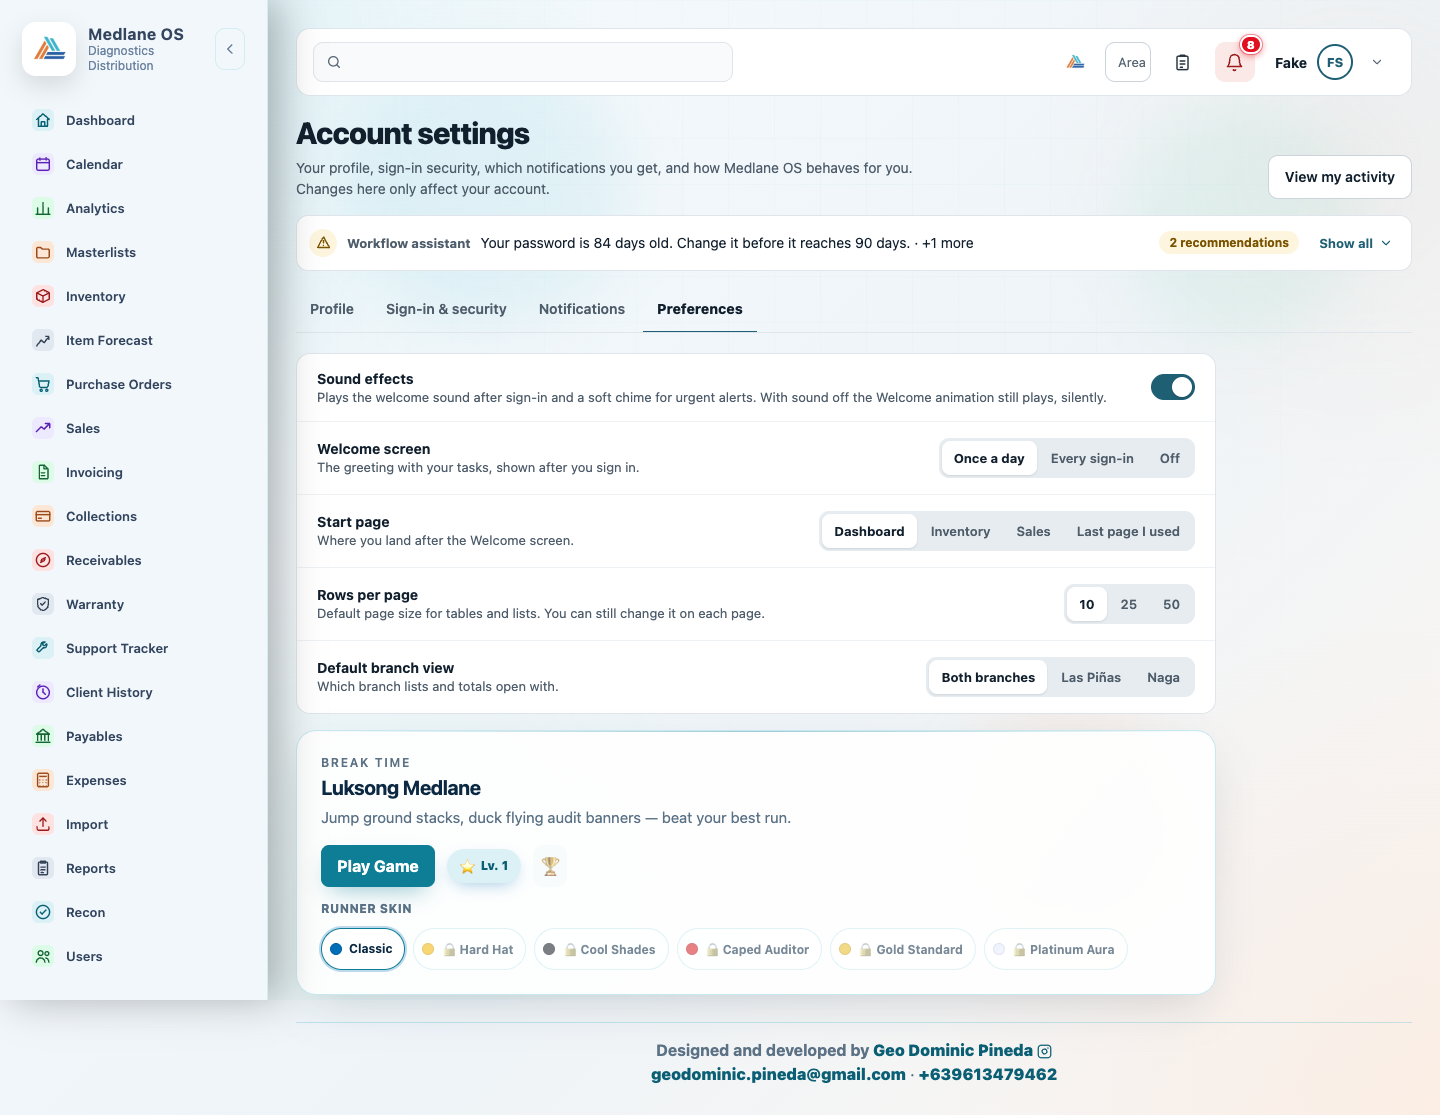 Medlane OS
Diagnostics
Distribution
Dashboard
Calendar
Analytics
Masterlists
Inventory
Item Forecast
Purchase Orders
Sales
Invoicing
Collections
Receivables
Warranty
Support Tracker
Client History
Payables
Expenses
Import
Reports
Recon
Users
Area
8
Fake
FS
Account settings
Your profile, sign-in security, which notifications you get, and how Medlane OS behaves for you.
Changes here only affect your account.
View my activity
Workflow assistant Your password is 84 days old. Change it before it reaches 90 days. · +1 more
2 recommendations
Show all
Profile Sign-in & security Notifications Preferences
Sound effects
Plays the welcome sound after sign-in and a soft chime for urgent alerts. With sound off the Welcome animation still plays, silently.
Welcome screen
The greeting with your tasks, shown after you sign in.
Once a day Every sign-in Off
Start page
Where you land after the Welcome screen.
Dashboard Inventory Sales Last page I used
Rows per page
Default page size for tables and lists. You can still change it on each page.
10 25 50
Default branch view
Which branch lists and totals open with.
Both branches Las Piñas Naga
BREAK TIME
Luksong Medlane
Jump ground stacks, duck flying audit banners — beat your best run.
Play Game
⭐ Lv. 1
🏆
RUNNER SKIN
Classic 🔒 Hard Hat 🔒 Cool Shades 🔒 Caped Auditor 🔒 Gold Standard 🔒 Platinum Aura
Designed and developed by Geo Dominic Pineda
geodominic.pineda@gmail.com · +639613479462